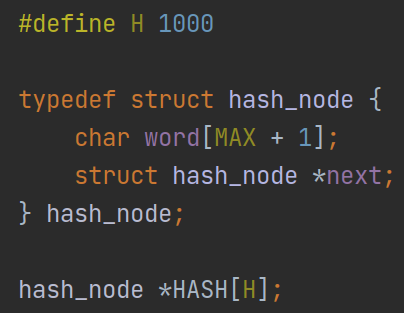 #define H 1000
typedef struct hash_node {
    char word[MAX + 1];
    struct hash_node *next;
} hash_node;
hash_node *HASH[H];